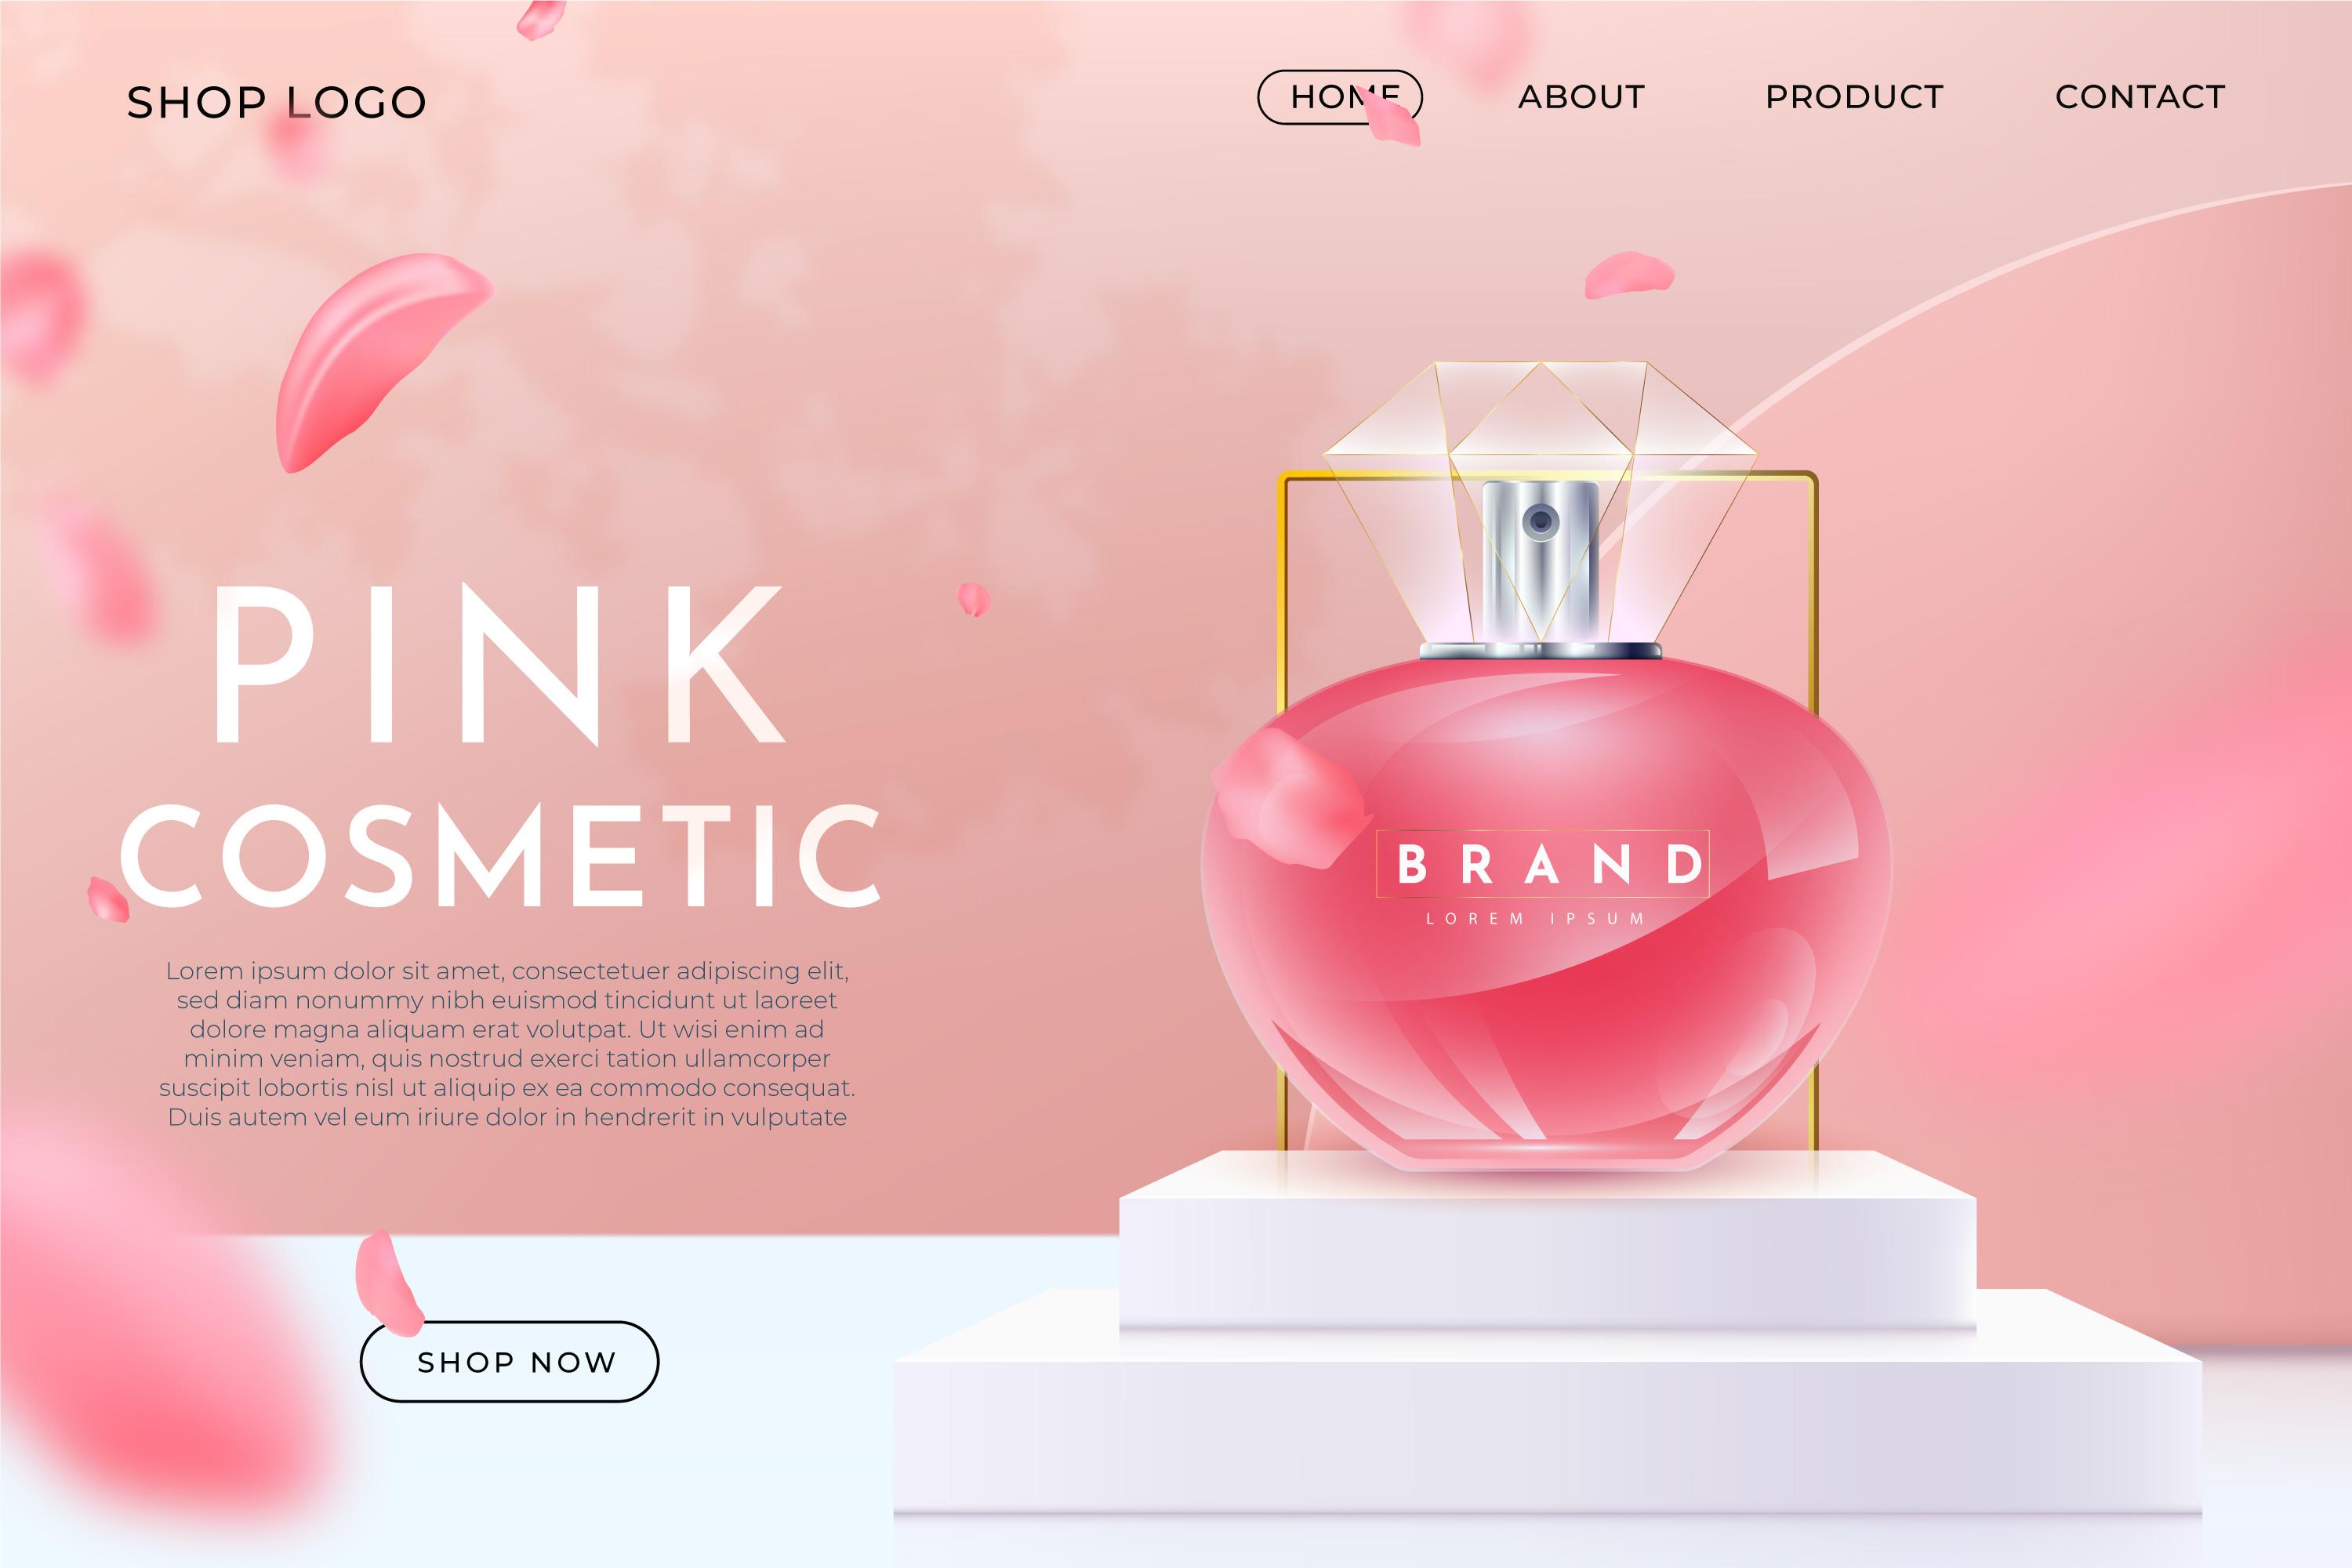 SHOP LOGO
HOME
ABOUT
PRODUCT
CONTACT
PINK
COSMETIC
Lorem ipsum dolor sit amet, consectetuer adipiscing elit,
sed diam nonummy nibh euismod tincidunt ut laoreet
dolore magna aliquam erat volutpat. Ut wisi enim ad
minim veniam, quis nostrud exerci tation ullamcorper
suscipit lobortis nisl ut aliquip ex ea commodo consequat.
Duis autem vel eum iriure dolor in hendrerit in vulputate
SHOP NOW
BRAND
LOREM IPSUM